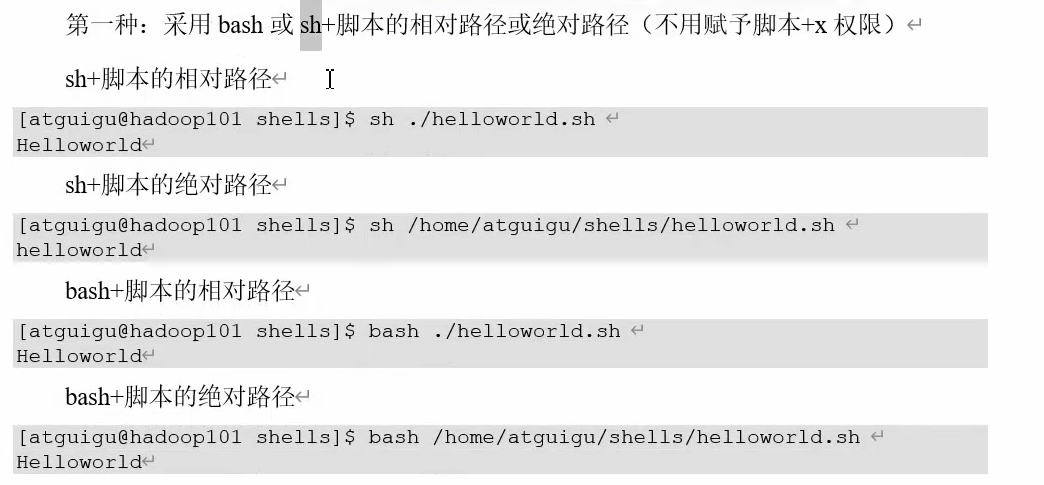 第一种：采用 bash 或 sh+脚本的相对路径或绝对路径（不用赋予脚本+x 权限）↵
sh+脚本的相对路径↵
[atguigu@hadoop101 shells]$ sh ./helloworld.sh ↵
Helloworld↵
sh+脚本的绝对路径↵
[atguigu@hadoop101 shells]$ sh /home/atguigu/shells/helloworld.sh ↵
helloworld↵
bash+脚本的相对路径↵
[atguigu@hadoop101 shells]$ bash ./helloworld.sh ↵
Helloworld↵
bash+脚本的绝对路径↵
[atguigu@hadoop101 shells]$ bash /home/atguigu/shells/helloworld.sh ↵
Helloworld↵